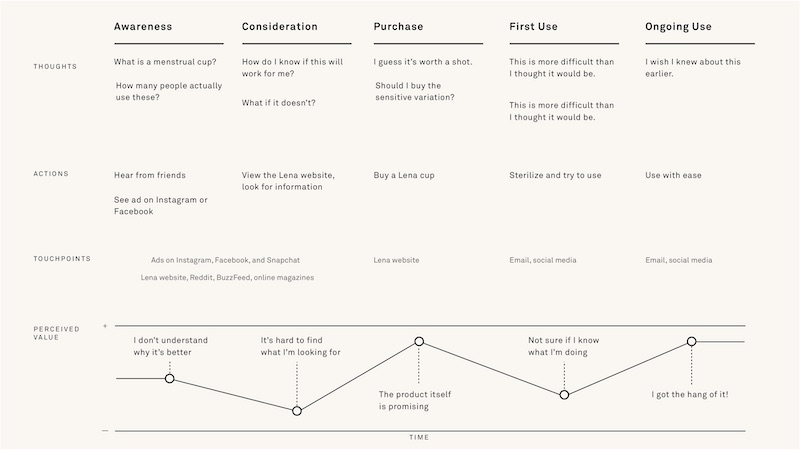 Awareness
Consideration
Purchase
First Use
Ongoing Use
THOUGHTS
What is a menstrual cup?
How many people actually
use these?
How do I know if this will
work for me?
What if it doesn't?
I guess it's worth a shot.
Should I buy the
sensitive variation?
This is more difficult than
I thought it would be.
This is more difficult than
I thought it would be.
I wish I knew about this
earlier.
ACTIONS
Hear from friends
See ad on Instagram or
Facebook
View the Lena website,
look for information
Buy a Lena cup
Sterilize and try to use
Use with ease
TOUCHPOINTS
Ads on Instagram, Facebook, and Snapchat
Lena website, Reddit, BuzzFeed, online magazines
Lena website
Email, social media
Email, social media
PERCEIVED
VALUE
+
I don't understand
why it's better
It's hard to find
what I'm looking for
The product itself
is promising
Not sure if I know
what I'm doing
I got the hang of it!
—
TIME